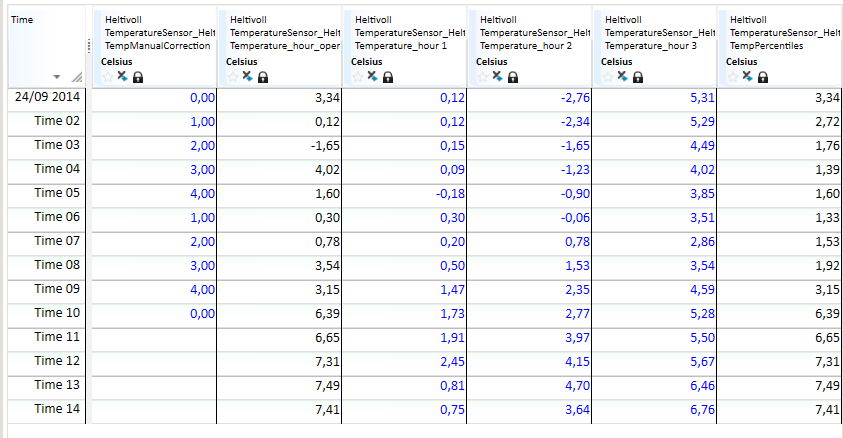 Time
Heltivoll Heltivoll Heltivoll Heltivoll Heltivoll Heltivoll
TemperatureSensor_Helt TemperatureSensor_Helt TemperatureSensor_Helt TemperatureSensor_Helt TemperatureSensor_Helt TemperatureSensor_Helt
TempManualCorrection Temperature_hour_oper Temperature_hour 1 Temperature_hour 2 Temperature_hour 3 TempPercentiles
Celsius Celsius Celsius Celsius Celsius Celsius
24/09 2014 0,00 3,34 0,12 -2,76 5,31 3,34
Time 02 1,00 0,12 0,12 -2,34 5,29 2,72
Time 03 2,00 -1,65 0,15 -1,65 4,49 1,76
Time 04 3,00 4,02 0,09 -1,23 4,02 1,39
Time 05 4,00 1,60 -0,18 -0,90 3,85 1,60
Time 06 1,00 0,30 0,30 -0,06 3,51 1,33
Time 07 2,00 0,78 0,20 0,78 2,86 1,53
Time 08 3,00 3,54 0,50 1,53 3,54 1,92
Time 09 4,00 3,15 1,47 2,35 4,59 3,15
Time 10 0,00 6,39 1,73 2,77 5,28 6,39
Time 11 6,65 1,91 3,97 5,50 6,65
Time 12 7,31 2,45 4,15 5,67 7,31
Time 13 7,49 0,81 4,70 6,46 7,49
Time 14 7,41 0,75 3,64 6,76 7,41